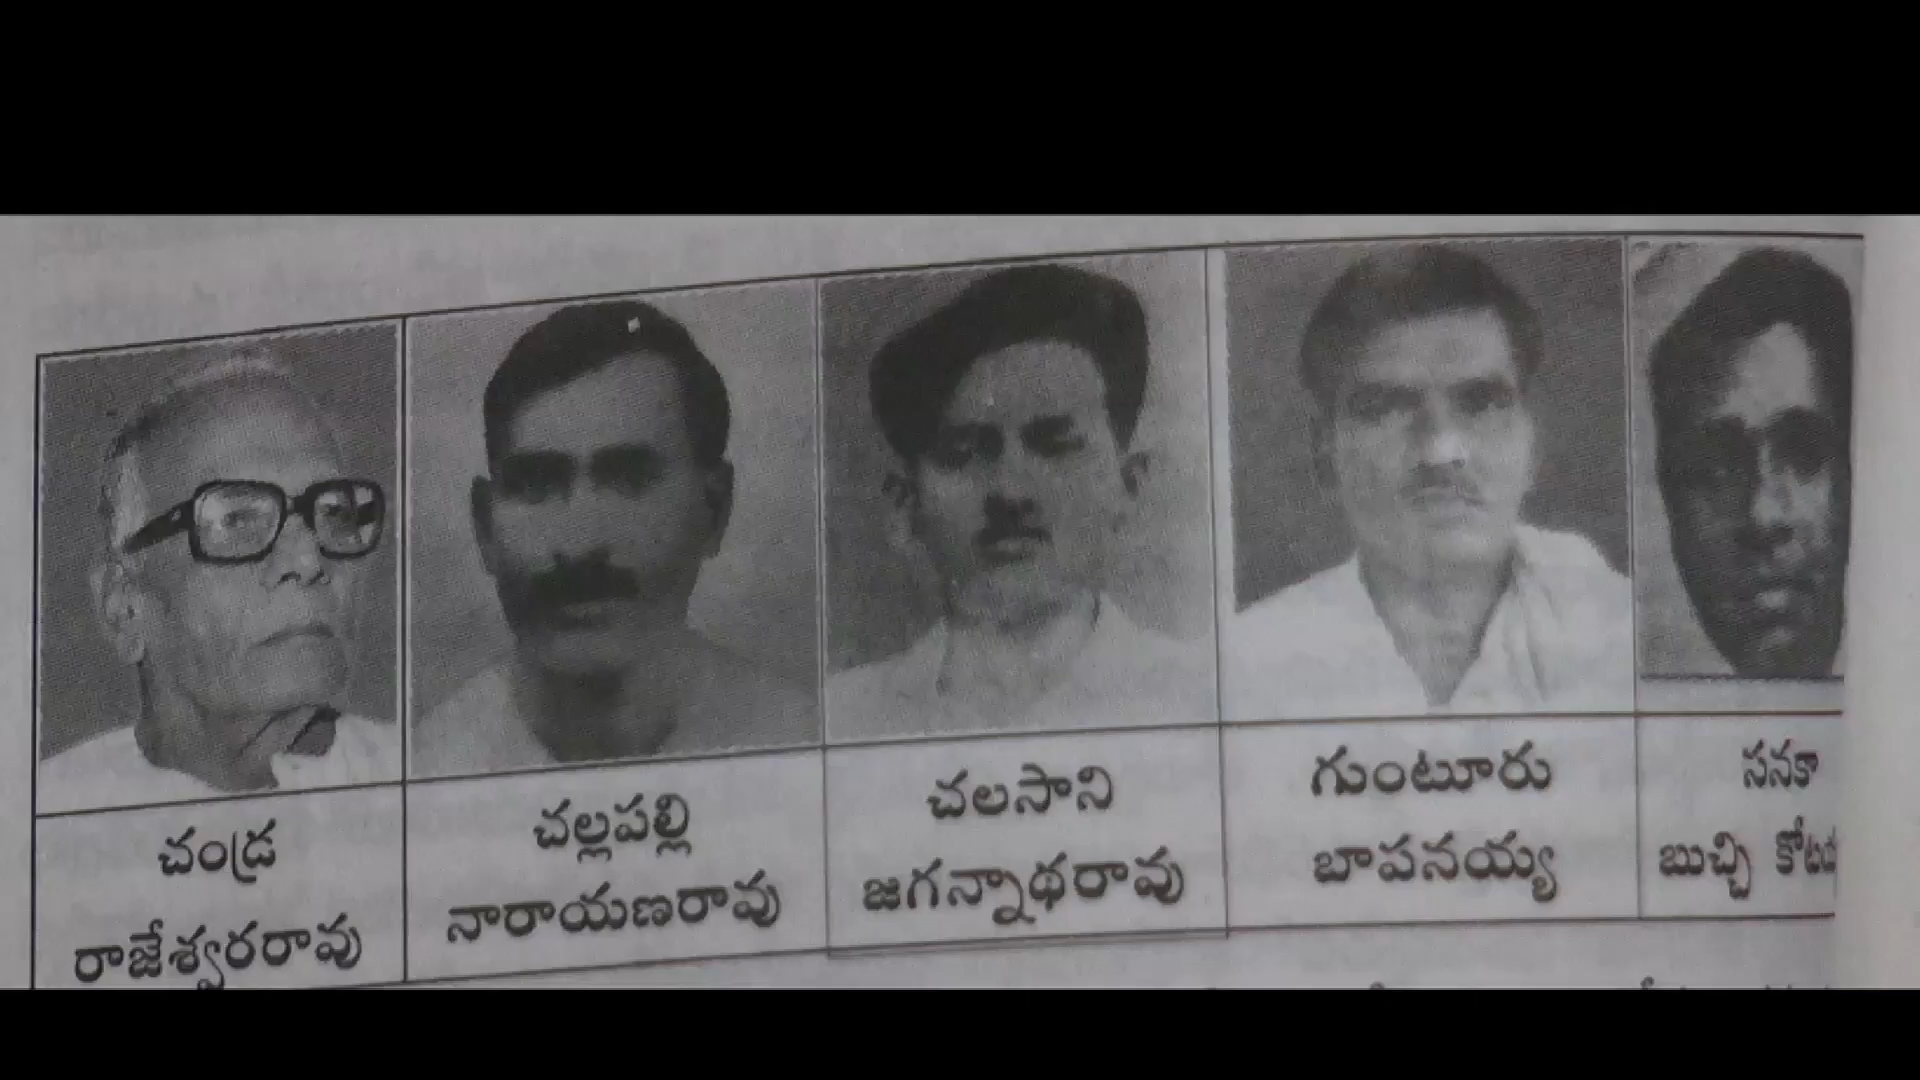 చండ్ర
రాజేశ్వరరావు
చల్లపల్లి
నారాయణరావు
చలసాని
జగన్నాథరావు
గుంటూరు
బాపనయ్య
సనకా
బుచ్చి